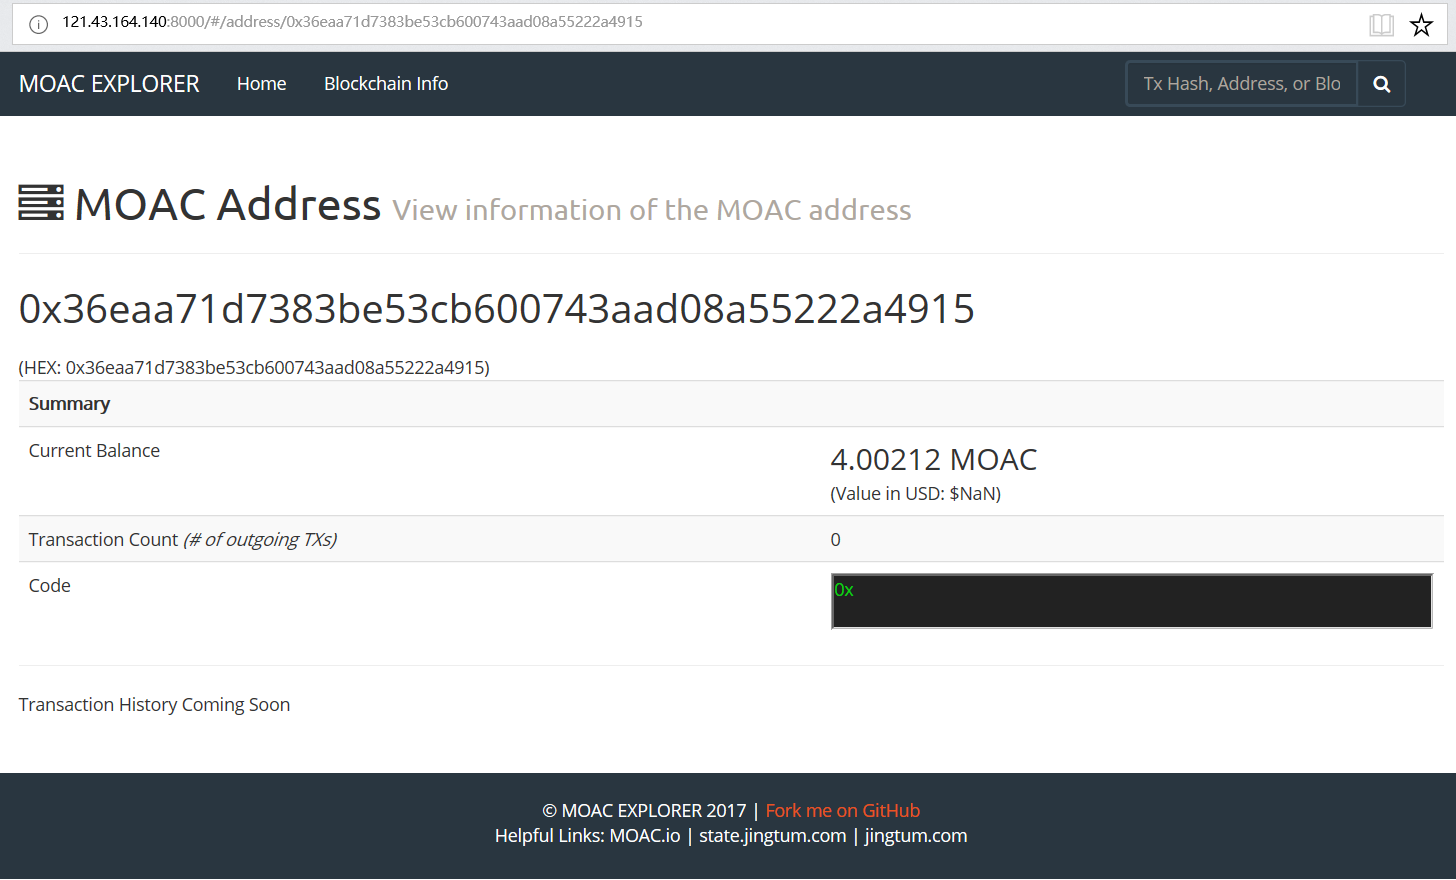 121.43.164.140:8000/#/address/0x36eaa71d7383be53cb600743aad08a55222a4915
MOAC EXPLORER Home Blockchain Info Tx Hash, Address, or Blo
MOAC Address View information of the MOAC address
0x36eaa71d7383be53cb600743aad08a55222a4915
(HEX: 0x36eaa71d7383be53cb600743aad08a55222a4915)
Summary
Current Balance 4.00212 MOAC
(Value in USD: $NaN)
Transaction Count (# of outgoing TXs) 0
Code 0x
Transaction History Coming Soon
© MOAC EXPLORER 2017 | Fork me on GitHub
Helpful Links: MOAC.io | state.jingtum.com | jingtum.com